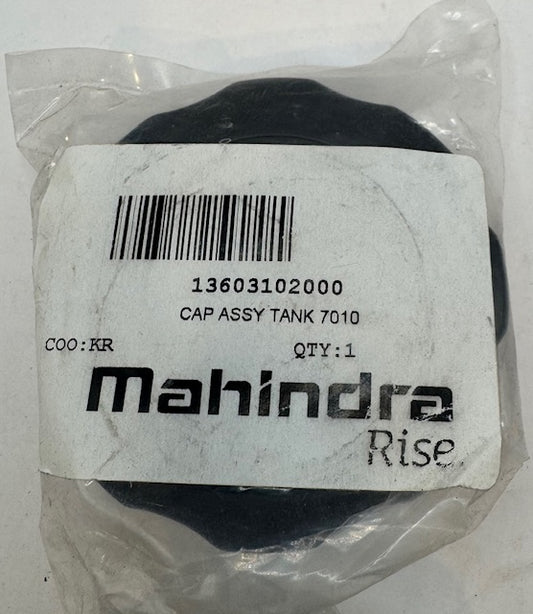 13603102000
CAP ASSY TANK 7010
COO:KR QTY:1
Mahindra
Rise.